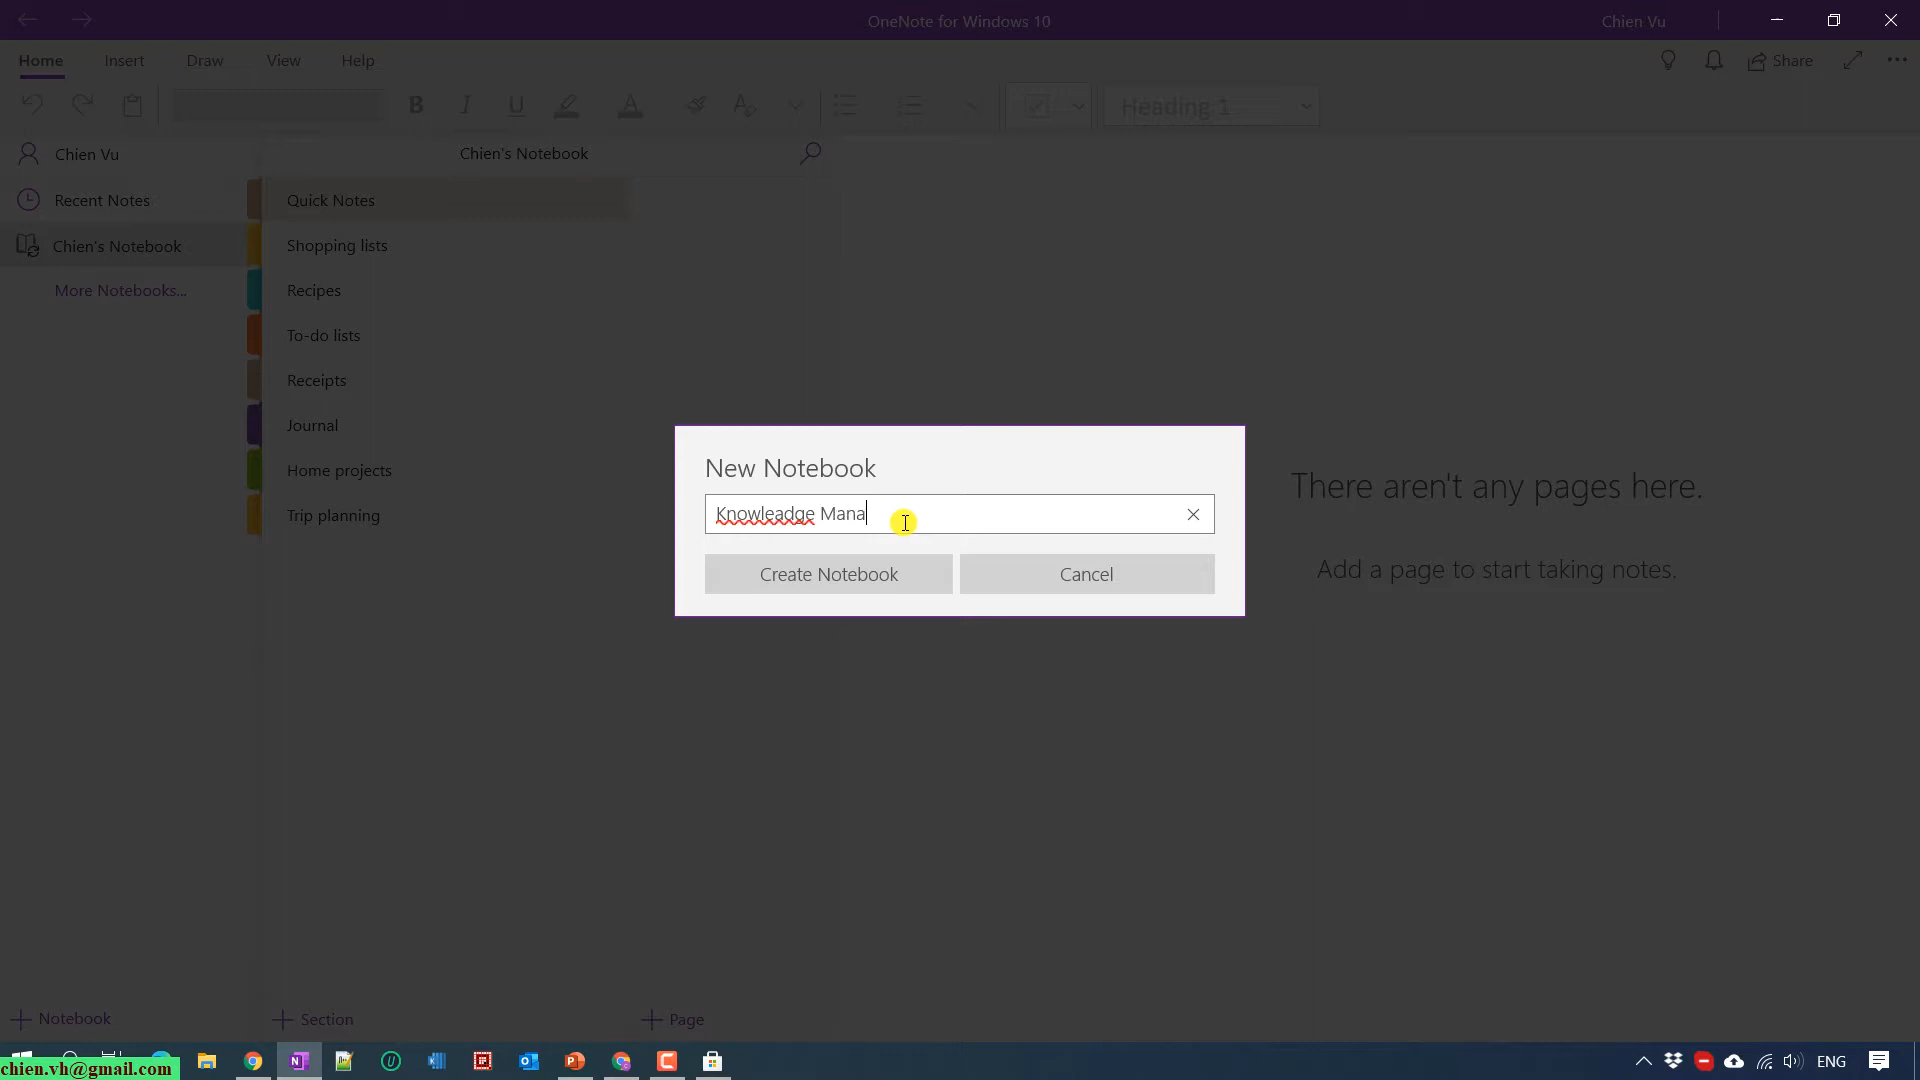 OneNote for Windows 10
Chien Vu
Home
Insert
Draw
View
Help
Share
B
I
U
A
A
Heading 1
Chien Vu
Chien's Notebook
Recent Notes
Quick Notes
Chien's Notebook
Shopping lists
More Notebooks...
Recipes
To-do lists
Receipts
Journal
Home projects
Trip planning
New Notebook
Knowleadge Mana
Create Notebook
Cancel
There aren't any pages here.
Add a page to start taking notes.
Notebook
Section
Page
chien.vh@gmail.com
ENG